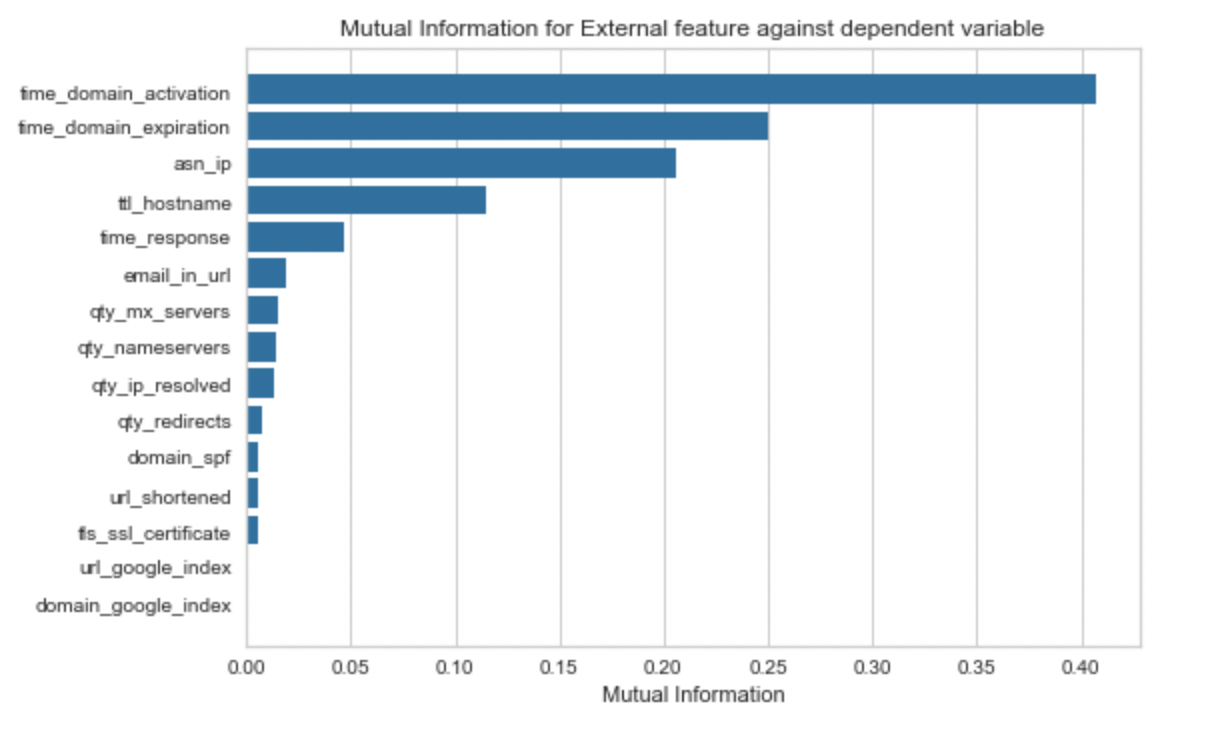 Mutual Information for External feature against dependent variable
time_domain_activation
time_domain_expiration
asn_ip
ttl_hostname
time_response
email_in_url
qty_mx_servers
qty_nameservers
qty_ip_resolved
qty_redirects
domain_spf
url_shortened
tls_ssl_certificate
url_google_index
domain_google_index
0.00 0.05 0.10 0.15 0.20 0.25 0.30 0.35 0.40
Mutual Information